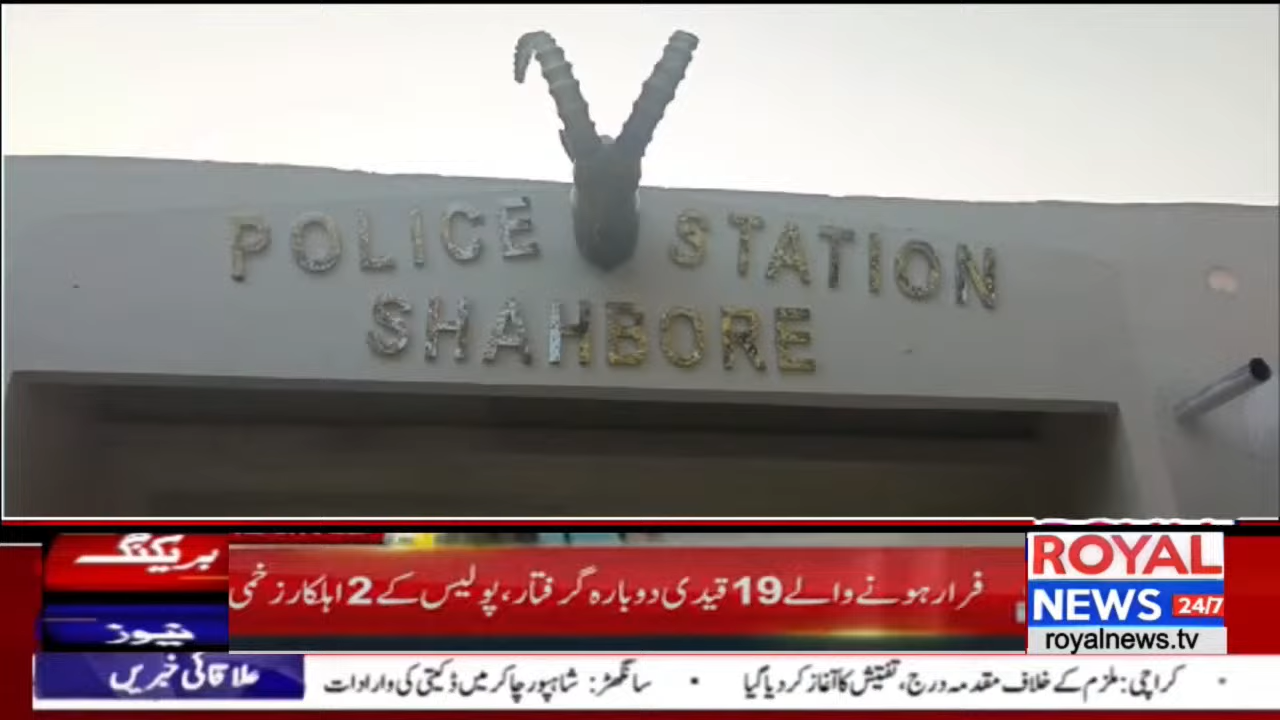 POLICE STATION
SHAHBORE
بریکنگ
نیوز
فرار ہونے والے 19 قیدی دوبارہ گرفتار، پولیس کے 2 اہلکار زخمی
ROYAL
NEWS 24/7
royalnews.tv
علاقائی خبریں
کراچی: ملزم کے خلاف مقدمہ درج، تفتیش کا آغاز کر دیا گیا • سانگھڑ: شاہپور چاکر میں ڈکیتی کی واردات